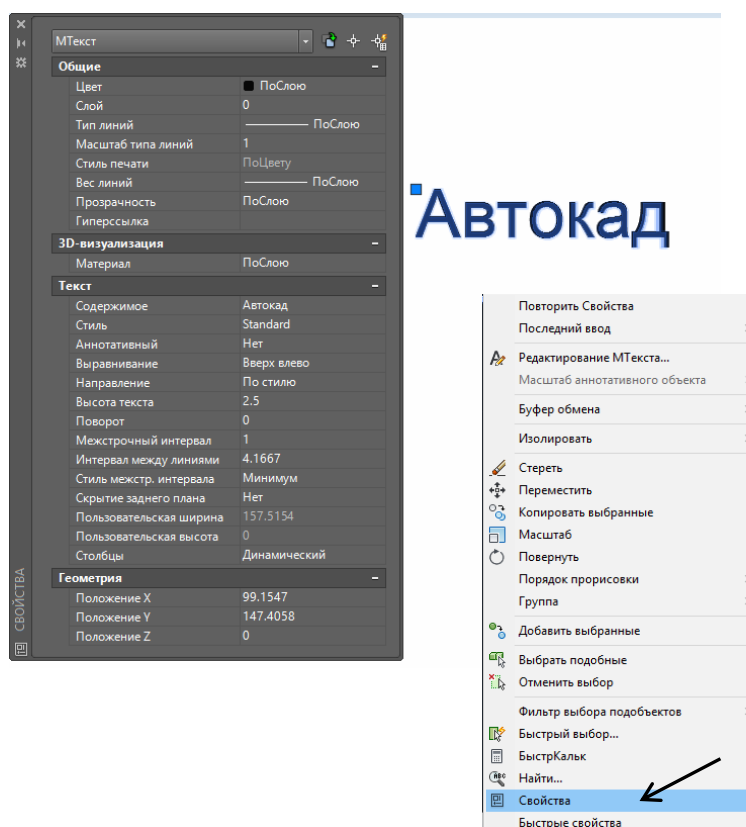 МТекст
Общие
Цвет ПоСлою
Слой 0
Тип линий ПоСлою
Масштаб типа линий 1
Стиль печати ПоЦвету
Вес линий ПоСлою
Прозрачность ПоСлою
Гиперссылка
3D-визуализация
Материал ПоСлою
Текст
Содержимое Автокад
Стиль Standard
Аннотативный Нет
Выравнивание Вверх влево
Направление По стилю
Высота текста 2.5
Поворот 0
Межстрочный интервал 1
Интервал между линиями 4.1667
Стиль межстр. интервала Минимум
Скрытие заднего плана Нет
Пользовательская ширина 157.5154
Пользовательская высота 0
Столбцы Динамический
Геометрия
Положение X 99.1547
Положение Y 147.4058
Положение Z 0
СВОЙСТВА
Автокад
Повторить Свойства
Последний ввод
Редактирование МТекста...
Масштаб аннотативного объекта
Буфер обмена
Изолировать
Стереть
Переместить
Копировать выбранные
Масштаб
Повернуть
Порядок прорисовки
Группа
Добавить выбранные
Выбрать подобные
Отменить выбор
Фильтр выбора подобъектов
Быстрый выбор...
БыстрКальк
Найти...
Свойства
Быстрые свойства